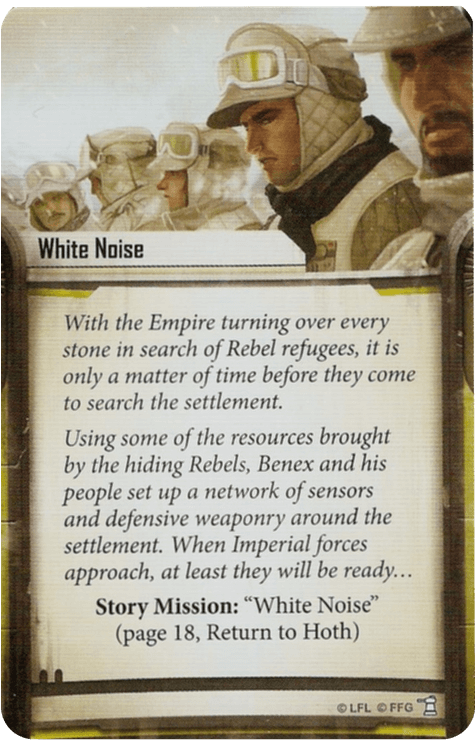 White Noise
With the Empire turning over every
stone in search of Rebel refugees, it is
only a matter of time before they come
to search the settlement.
Using some of the resources brought
by the hiding Rebels, Benex and his
people set up a network of sensors
and defensive weaponry around the
settlement. When Imperial forces
approach, at least they will be ready…
Story Mission: “White Noise”
(page 18, Return to Hoth)
© LFL © FFG